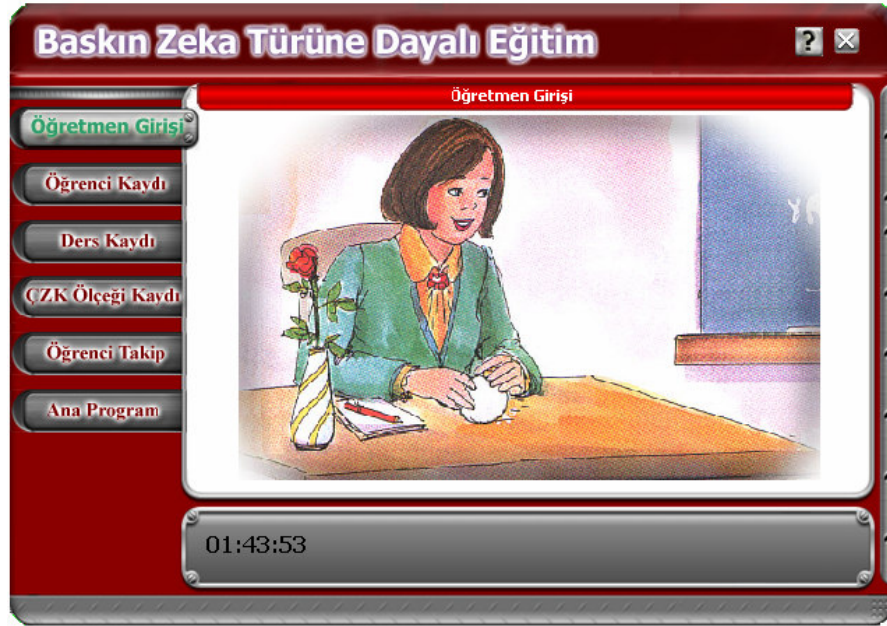 Baskın Zeka Türüne Dayalı Eğitim
?
Öğretmen Girişi
Öğretmen Girişi
Öğrenci Kaydı
Ders Kaydı
ÇZK Ölçeği Kaydı
Öğrenci Takip
Ana Program
01:43:53